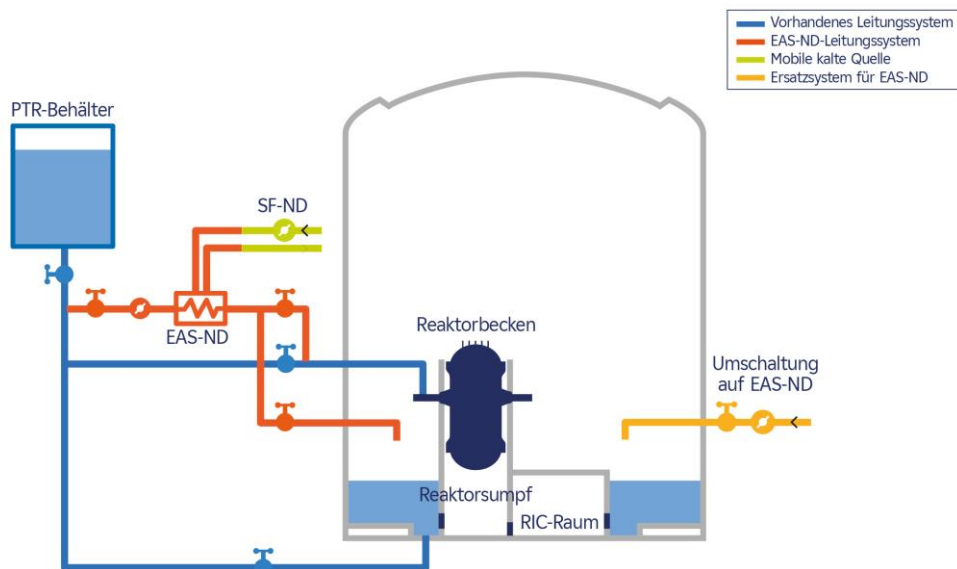 Vorhandenes Leitungssystem
EAS-ND-Leitungssystem
Mobile kalte Quelle
Ersatzsystem für EAS-ND
PTR-Behälter
SF-ND
EAS-ND
Reaktorbecken
Umschaltung
auf EAS-ND
Reaktorsumpf
RIC-Raum